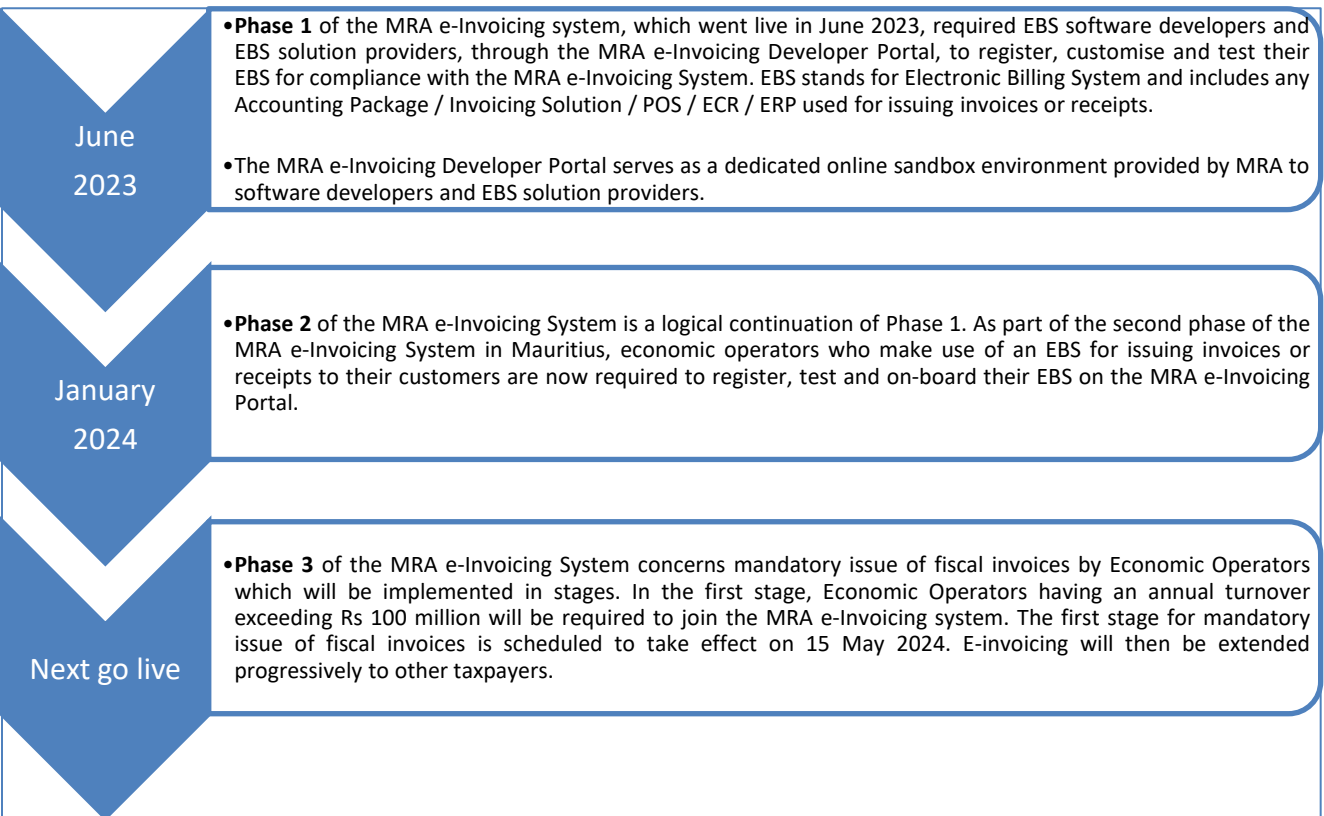 June
2023
•Phase 1 of the MRA e-Invoicing system, which went live in June 2023, required EBS software developers and
EBS solution providers, through the MRA e-Invoicing Developer Portal, to register, customise and test their
EBS for compliance with the MRA e-Invoicing System. EBS stands for Electronic Billing System and includes any
Accounting Package / Invoicing Solution / POS / ECR / ERP used for issuing invoices or receipts.
•The MRA e-Invoicing Developer Portal serves as a dedicated online sandbox environment provided by MRA to
software developers and EBS solution providers.
January
2024
•Phase 2 of the MRA e-Invoicing System is a logical continuation of Phase 1. As part of the second phase of the
MRA e-Invoicing System in Mauritius, economic operators who make use of an EBS for issuing invoices or
receipts to their customers are now required to register, test and on-board their EBS on the MRA e-Invoicing
Portal.
Next go live
•Phase 3 of the MRA e-Invoicing System concerns mandatory issue of fiscal invoices by Economic Operators
which will be implemented in stages. In the first stage, Economic Operators having an annual turnover
exceeding Rs 100 million will be required to join the MRA e-Invoicing system. The first stage for mandatory
issue of fiscal invoices is scheduled to take effect on 15 May 2024. E-invoicing will then be extended
progressively to other taxpayers.